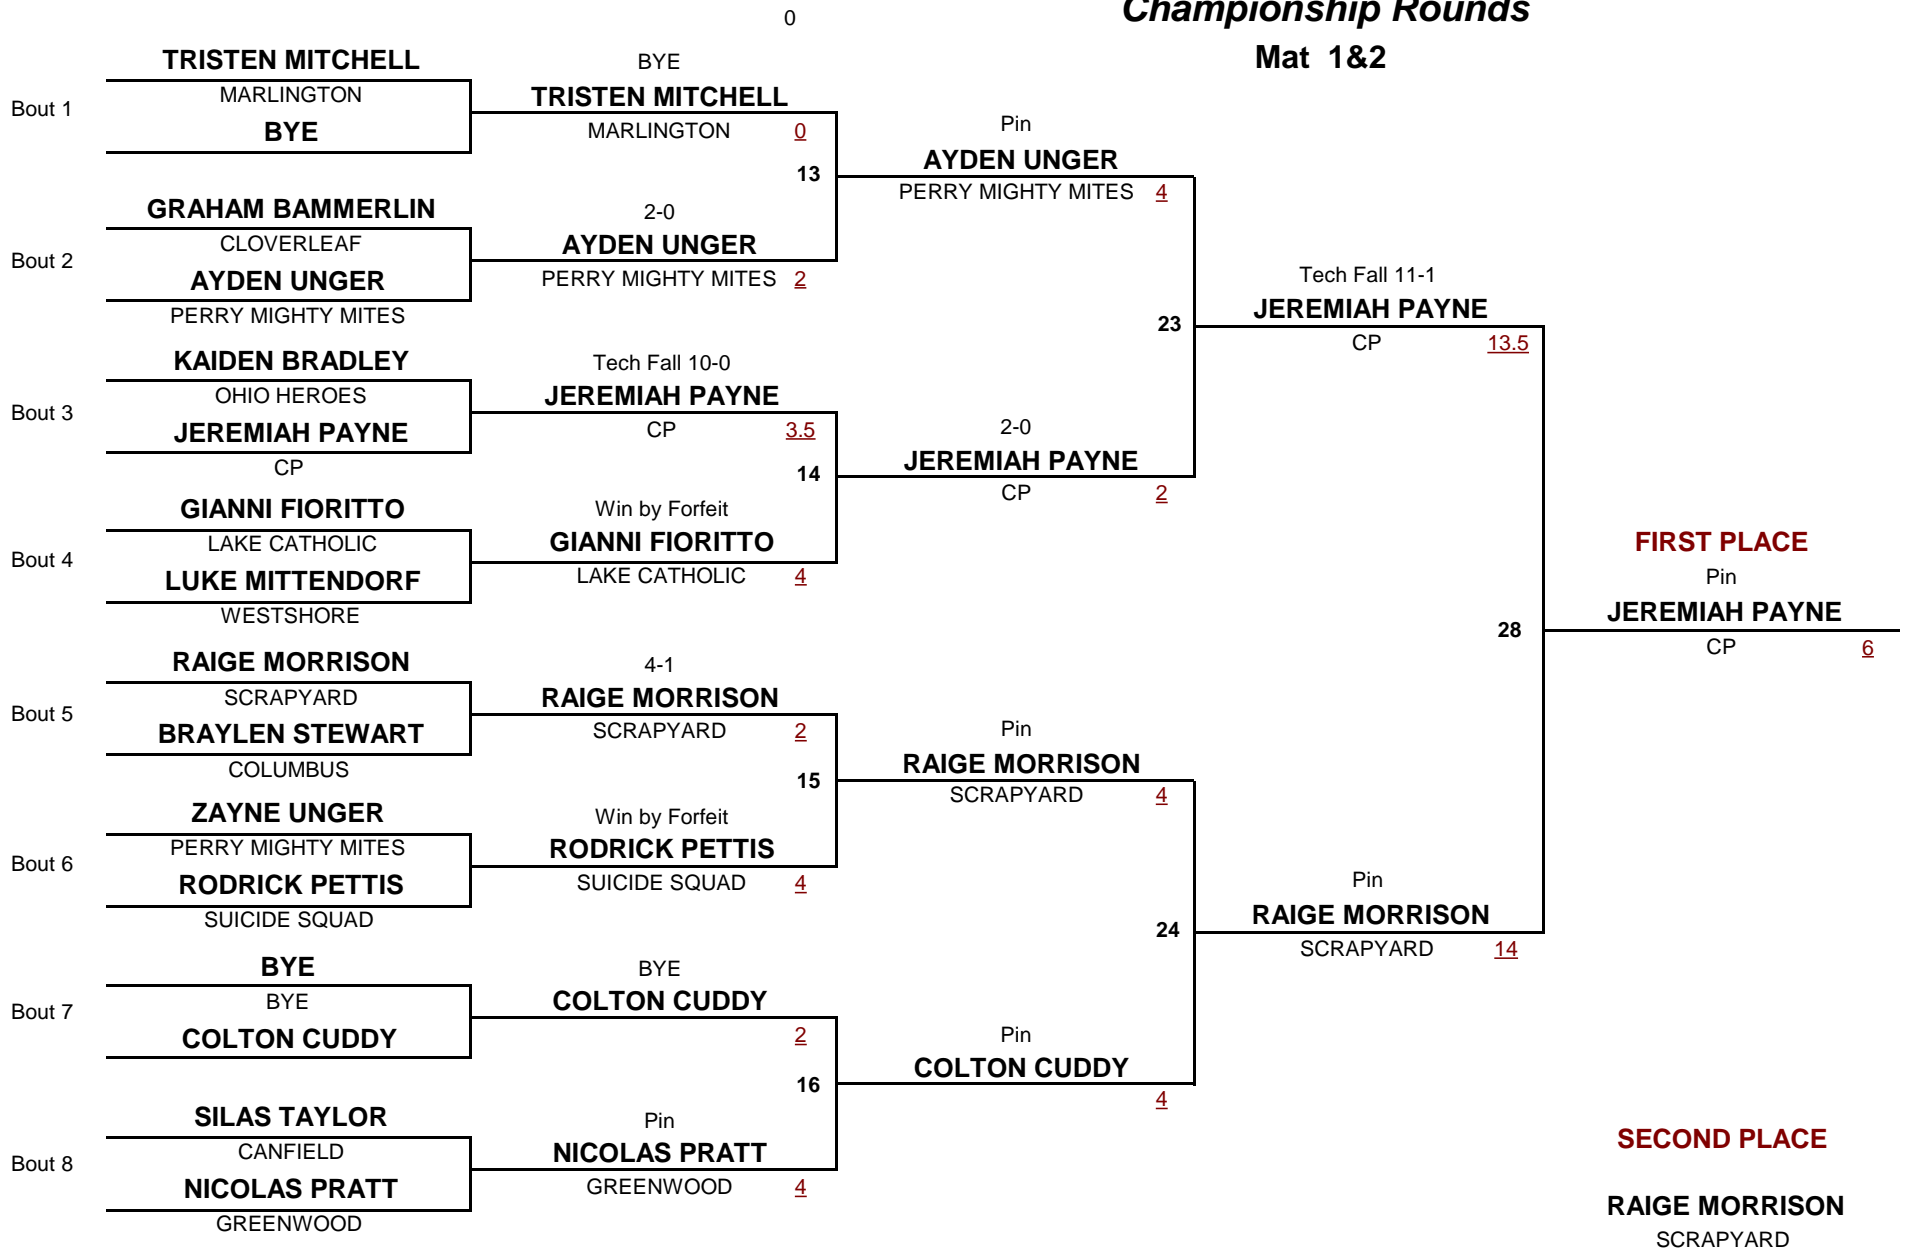 Championship Rounds
Mat 1&2
0
Bout 1
TRISTEN MITCHELL
MARLINGTON
BYE
Bout 2
GRAHAM BAMMERLIN
CLOVERLEAF
AYDEN UNGER
PERRY MIGHTY MITES
Bout 3
KAIDEN BRADLEY
OHIO HEROES
JEREMIAH PAYNE
CP
Bout 4
GIANNI FIORITTO
LAKE CATHOLIC
LUKE MITTENDORF
WESTSHORE
Bout 5
RAIGE MORRISON
SCRAPYARD
BRAYLEN STEWART
COLUMBUS
Bout 6
ZAYNE UNGER
PERRY MIGHTY MITES
RODRICK PETTIS
SUICIDE SQUAD
Bout 7
BYE
BYE
COLTON CUDDY
Bout 8
SILAS TAYLOR
CANFIELD
NICOLAS PRATT
GREENWOOD
BYE
TRISTEN MITCHELL
MARLINGTON 0
13
2-0
AYDEN UNGER
PERRY MIGHTY MITES 2
Tech Fall 10-0
JEREMIAH PAYNE
CP 3.5
14
Win by Forfeit
GIANNI FIORITTO
LAKE CATHOLIC 4
4-1
RAIGE MORRISON
SCRAPYARD 2
15
Win by Forfeit
RODRICK PETTIS
SUICIDE SQUAD 4
BYE
COLTON CUDDY
2
16
Pin
NICOLAS PRATT
GREENWOOD 4
Pin
AYDEN UNGER
PERRY MIGHTY MITES 4
23
2-0
JEREMIAH PAYNE
CP 2
Pin
RAIGE MORRISON
SCRAPYARD 4
24
Pin
COLTON CUDDY
4
Tech Fall 11-1
JEREMIAH PAYNE
CP 13.5
28
Pin
RAIGE MORRISON
SCRAPYARD 14
FIRST PLACE
Pin
JEREMIAH PAYNE
CP 6
SECOND PLACE
RAIGE MORRISON
SCRAPYARD